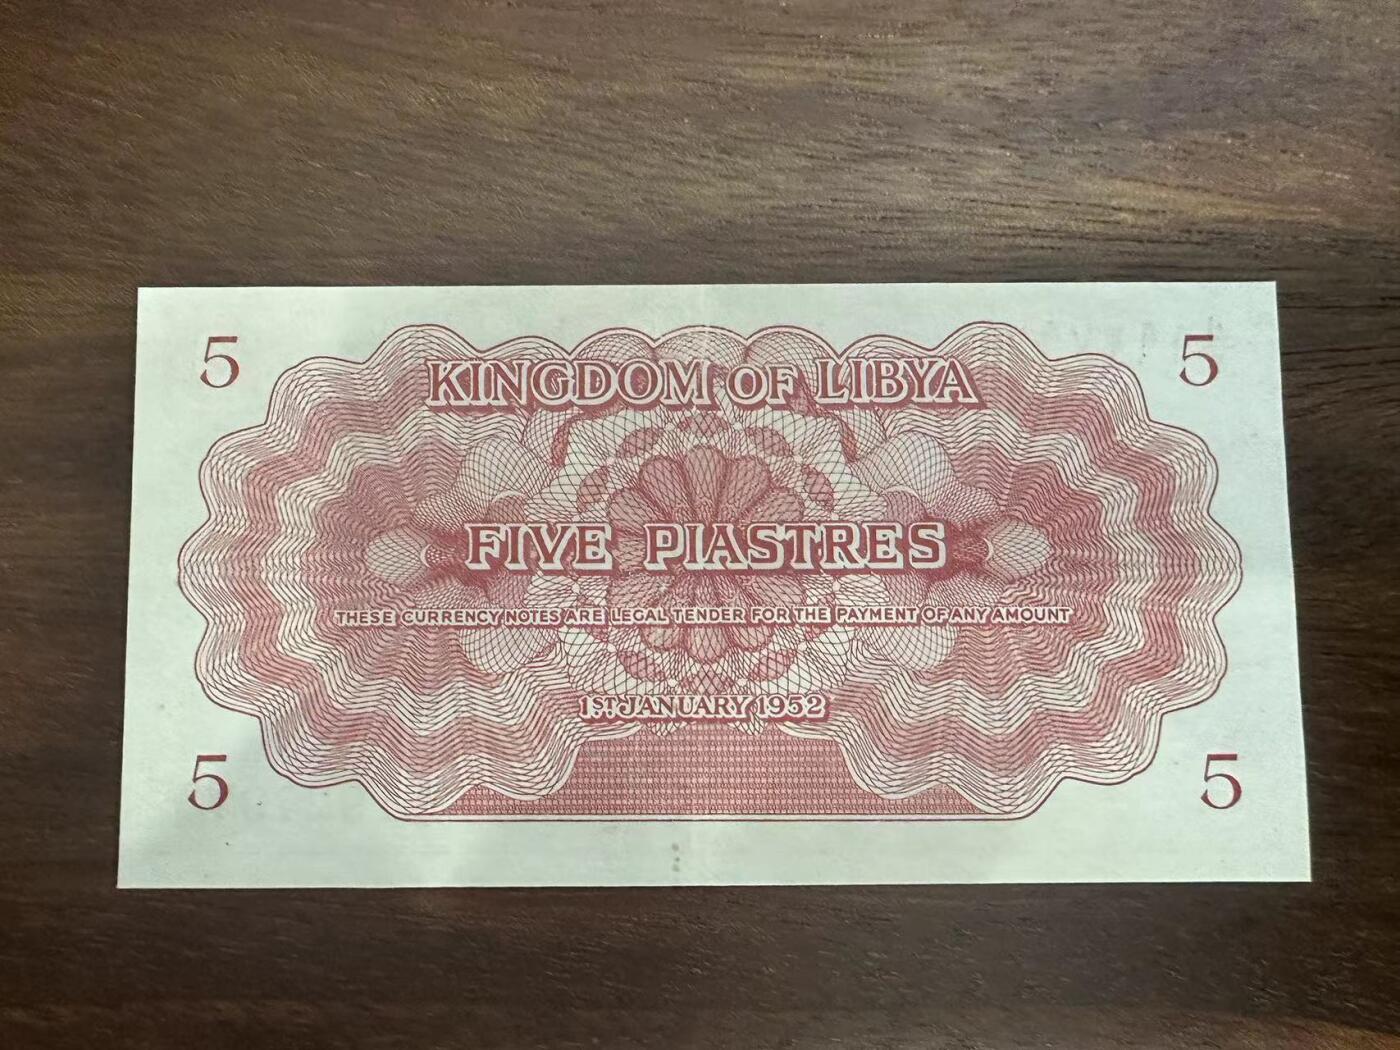 5 5
KINGDOM OF LIBYA
FIVE PIASTRES
THESE CURRENCY NOTES ARE LEGAL TENDER FOR THE PAYMENT OF ANY AMOUNT
1ST. JANUARY 1952
5 5